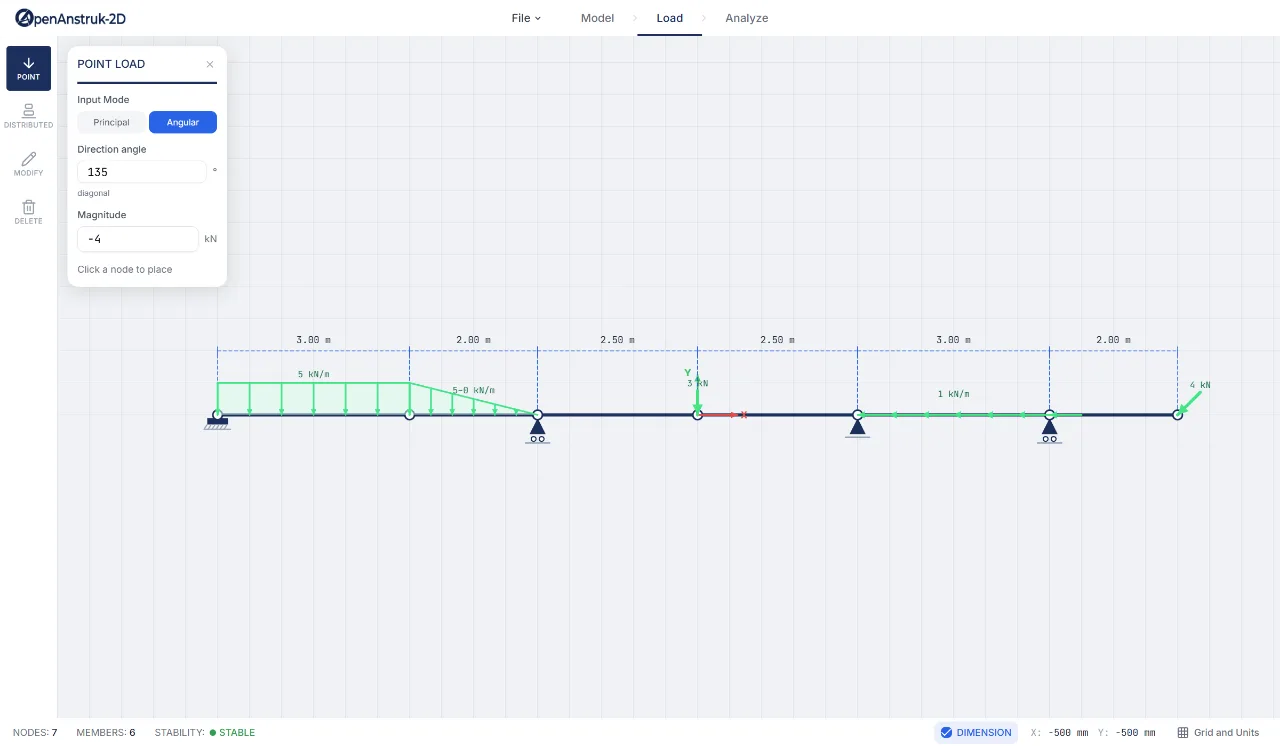 OpenAnstruk-2D
File Model Load Analyze
POINT
DISTRIBUTED
MODIFY
DELETE
POINT LOAD
Input Mode
Principal Angular
Direction angle
135 °
diagonal
Magnitude
-4 kN
Click a node to place
3.00 m 2.00 m 2.50 m 2.50 m 3.00 m 2.00 m
5 kN/m
5-0 kN/m
Y
3 kN
X
1 kN/m
4 kN
NODES: 7 MEMBERS: 6 STABILITY: STABLE
DIMENSION X: -500 mm Y: -500 mm Grid and Units